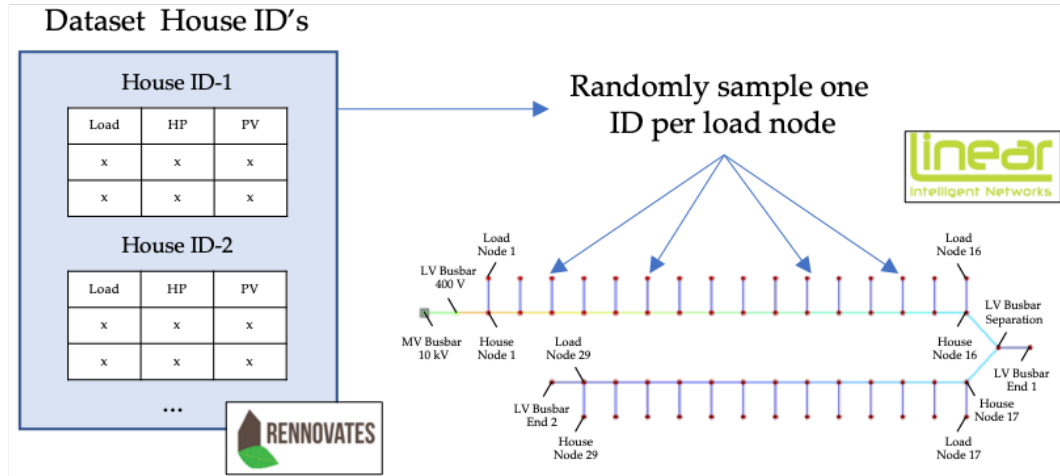 Dataset House ID's
House ID-1
Load HP PV
x x x
x x x
House ID-2
Load HP PV
x x x
x x x
...
RENNOVATES
Randomly sample one
ID per load node
linear
Intelligent Networks
Load
Node 1
LV Busbar
400 V
MV Busbar
10 kV
House
Node 1
Load
Node 16
LV Busbar
Separation
House
Node 16
LV Busbar
End 1
Load
Node 29
LV Busbar
End 2
House
Node 29
House
Node 17
Load
Node 17